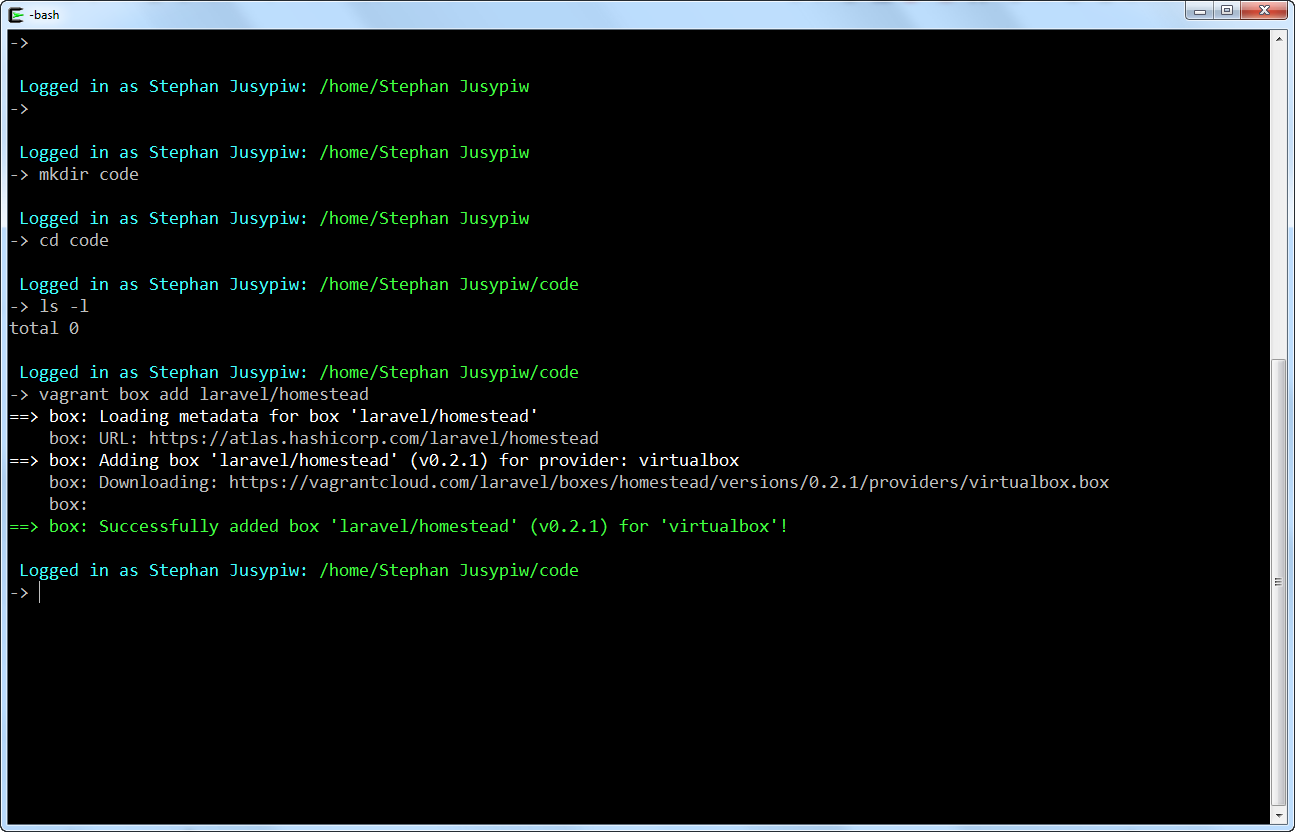 -bash
->
Logged in as Stephan Jusypiw: /home/Stephan Jusypiw
->
Logged in as Stephan Jusypiw: /home/Stephan Jusypiw
-> mkdir code
Logged in as Stephan Jusypiw: /home/Stephan Jusypiw
-> cd code
Logged in as Stephan Jusypiw: /home/Stephan Jusypiw/code
-> ls -l
total 0
Logged in as Stephan Jusypiw: /home/Stephan Jusypiw/code
-> vagrant box add laravel/homestead
==> box: Loading metadata for box 'laravel/homestead'
    box: URL: https://atlas.hashicorp.com/laravel/homestead
==> box: Adding box 'laravel/homestead' (v0.2.1) for provider: virtualbox
    box: Downloading: https://vagrantcloud.com/laravel/boxes/homestead/versions/0.2.1/providers/virtualbox.box
    box:
==> box: Successfully added box 'laravel/homestead' (v0.2.1) for 'virtualbox'!
Logged in as Stephan Jusypiw: /home/Stephan Jusypiw/code
->